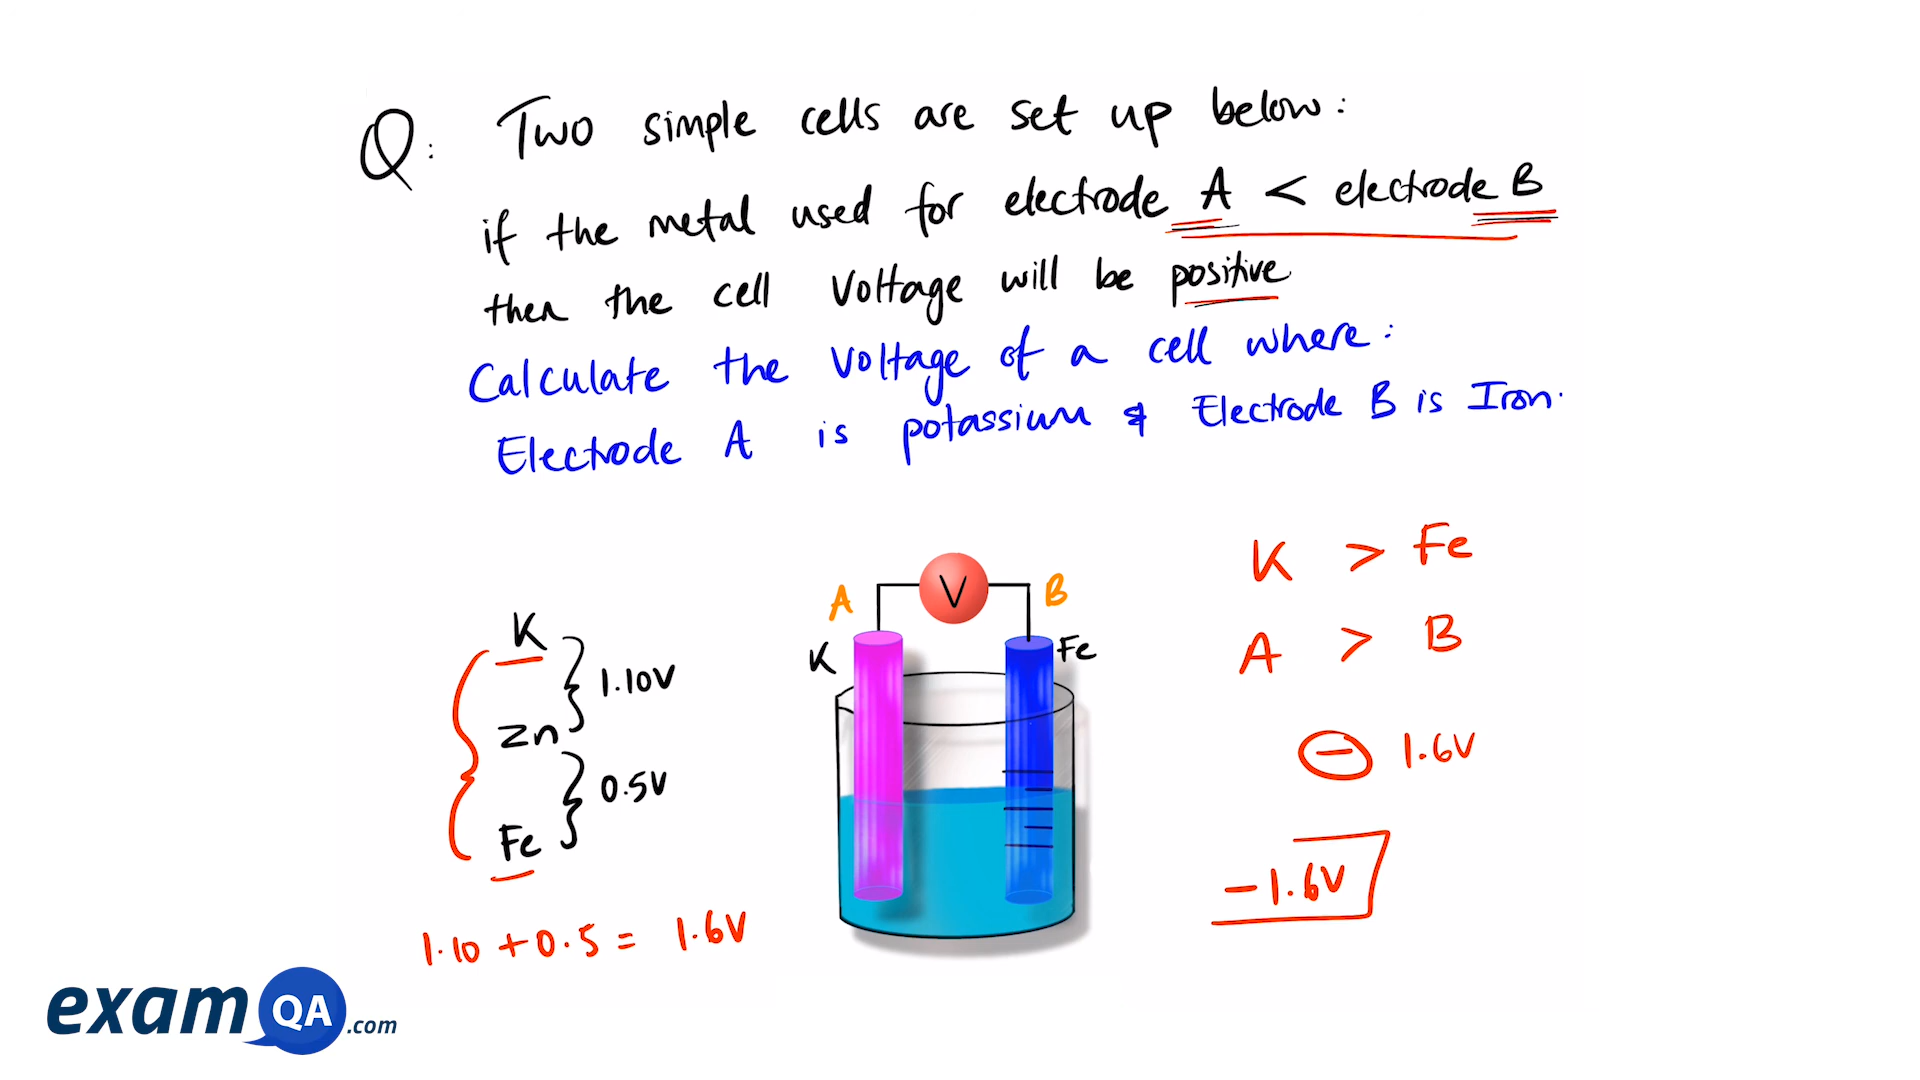 Q: Two simple cells are set up below:
if the metal used for electrode A < electrode B
then the cell voltage will be positive
Calculate the voltage of a cell where:
Electrode A is potassium & Electrode B is Iron.
K
1.10V
Zn
0.5V
Fe
1.10 + 0.5 = 1.6V
A V B
K Fe
K > Fe
A > B
- 1.6V
-1.6V
exam QA .com